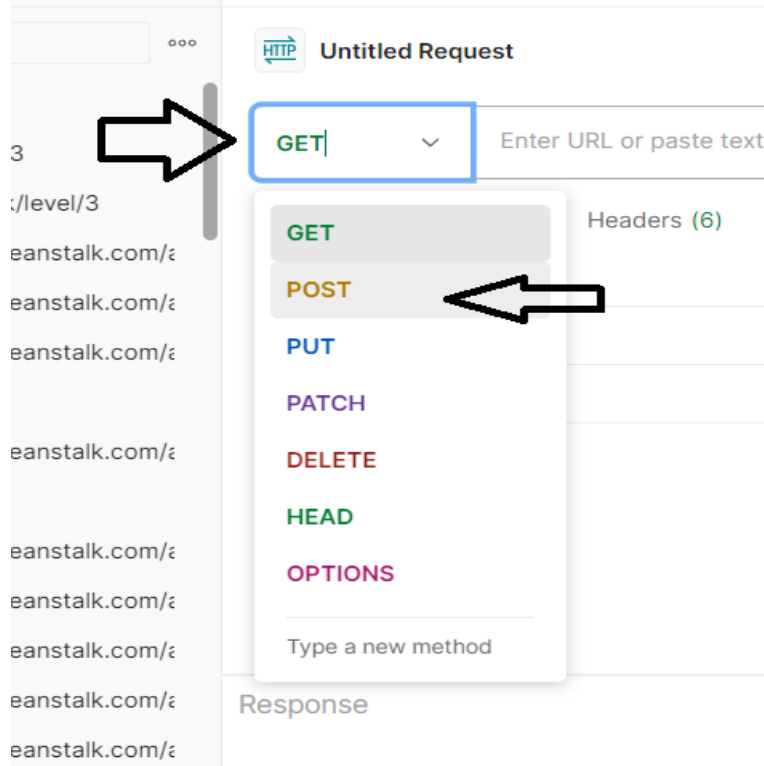 HTTP Untitled Request
GET Enter URL or paste text
3
:/level/3
eanstalk.com/a
eanstalk.com/a
eanstalk.com/a
eanstalk.com/a
eanstalk.com/a
eanstalk.com/a
eanstalk.com/a
eanstalk.com/a
eanstalk.com/a
Headers (6)
GET
POST
PUT
PATCH
DELETE
HEAD
OPTIONS
Type a new method
Response